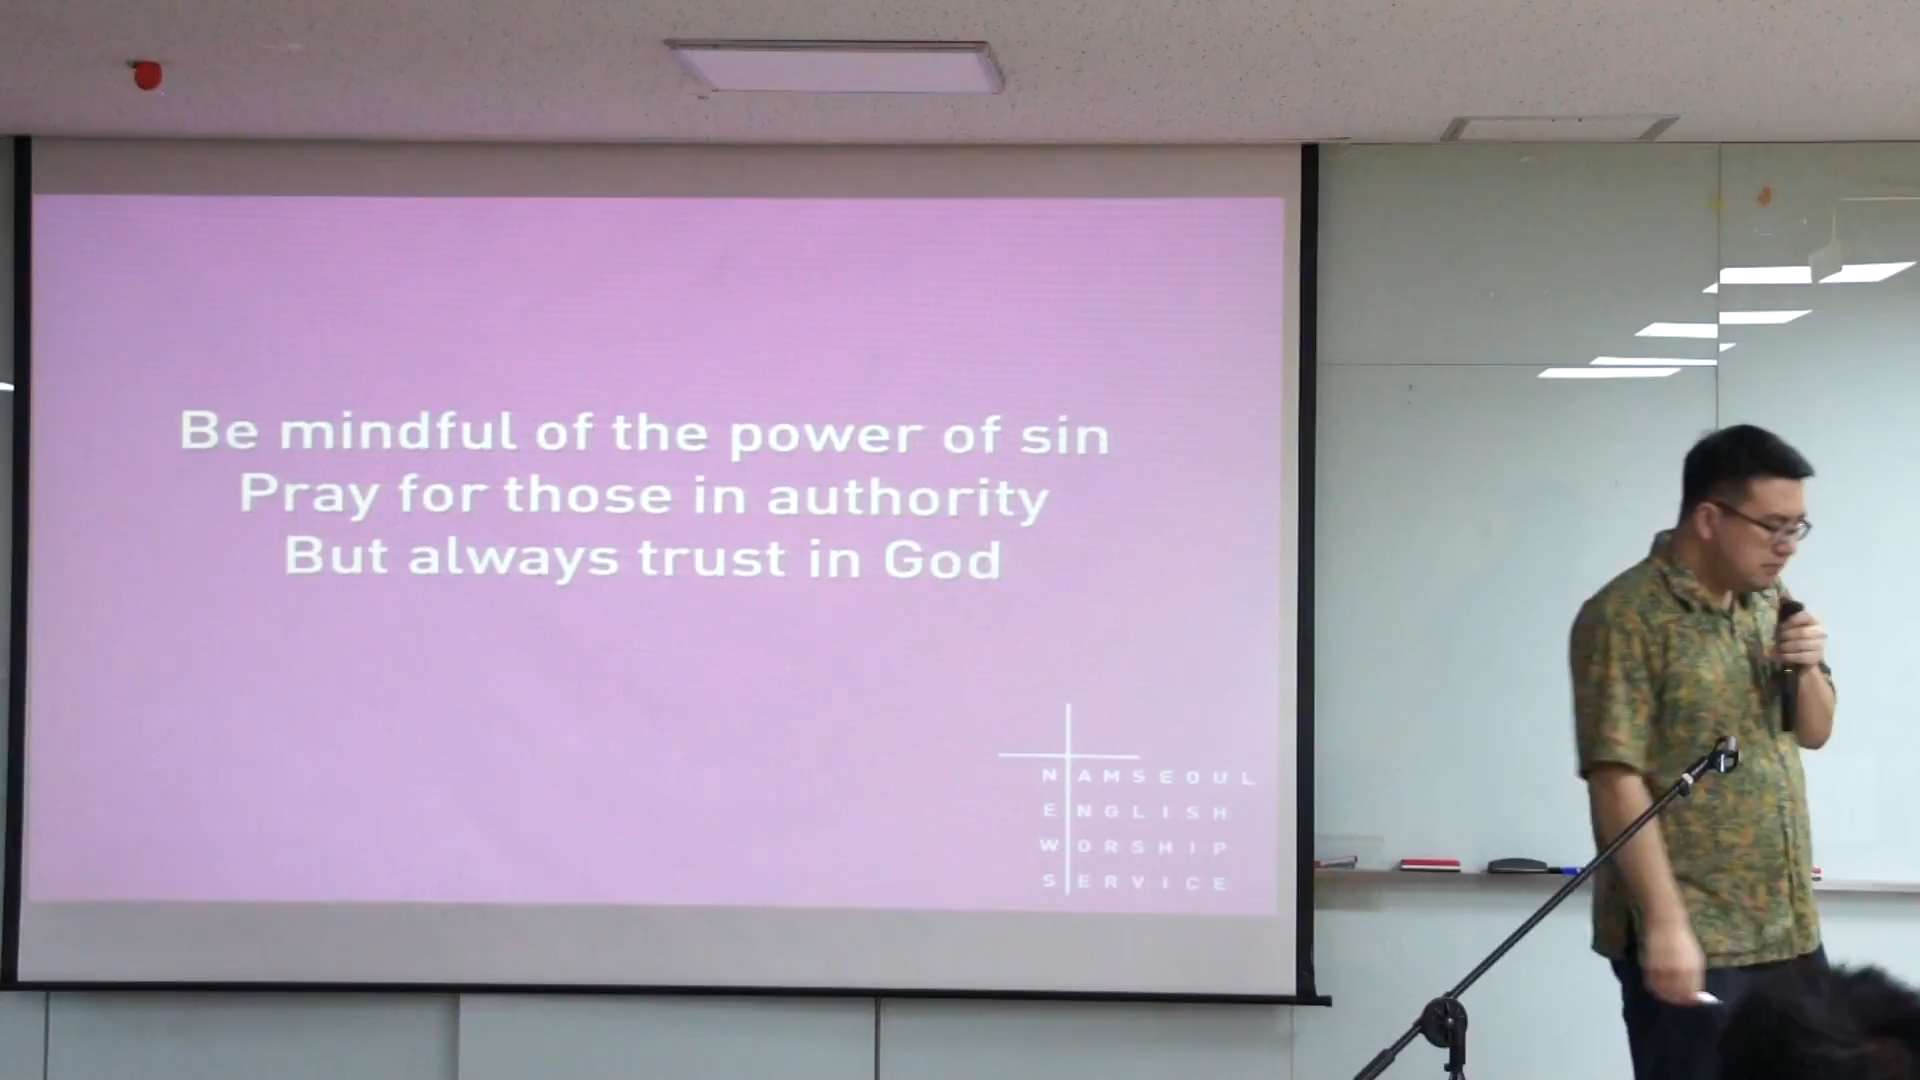 Be mindful of the power of sin
Pray for those in authority
But always trust in God
NAMSEOUL
ENGLISH
WORSHIP
SERVICE